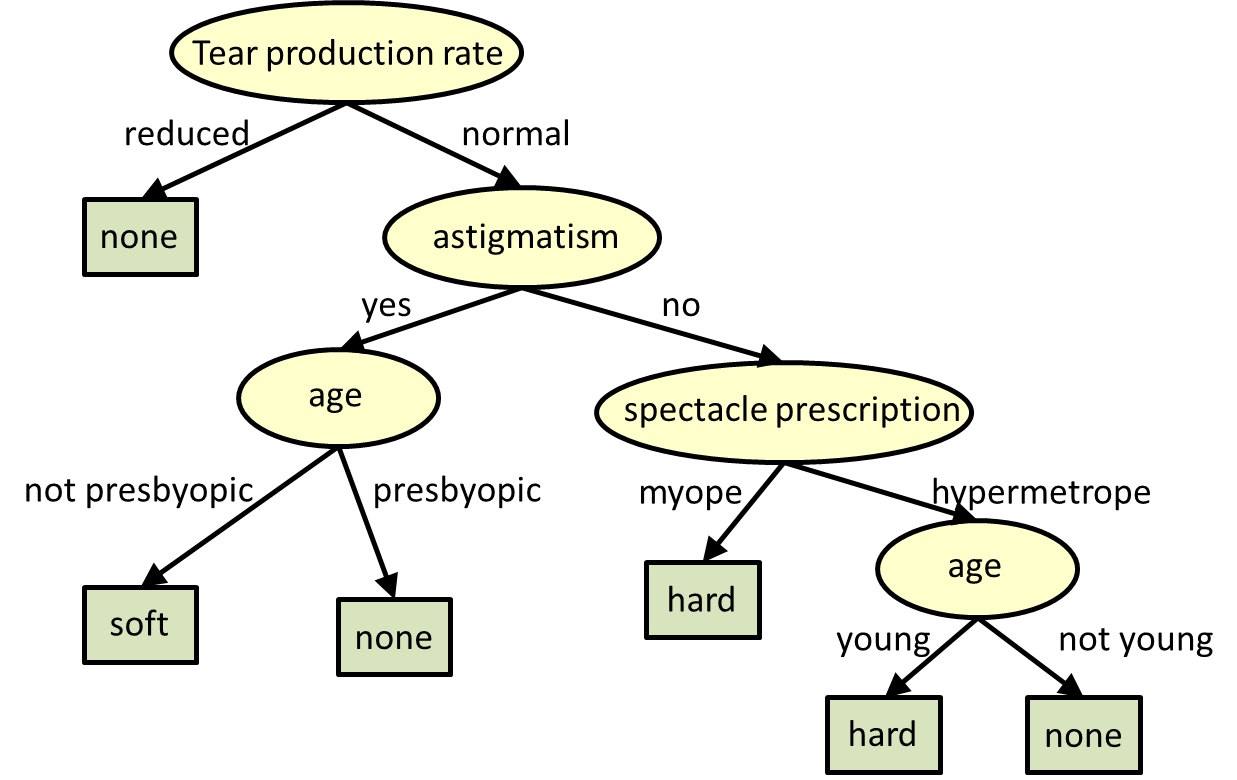 Tear production rate
reduced
normal
none
astigmatism
yes
no
age
spectacle prescription
not presbyopic
presbyopic
myope
hypermetrope
soft
none
hard
age
young
not young
hard
none